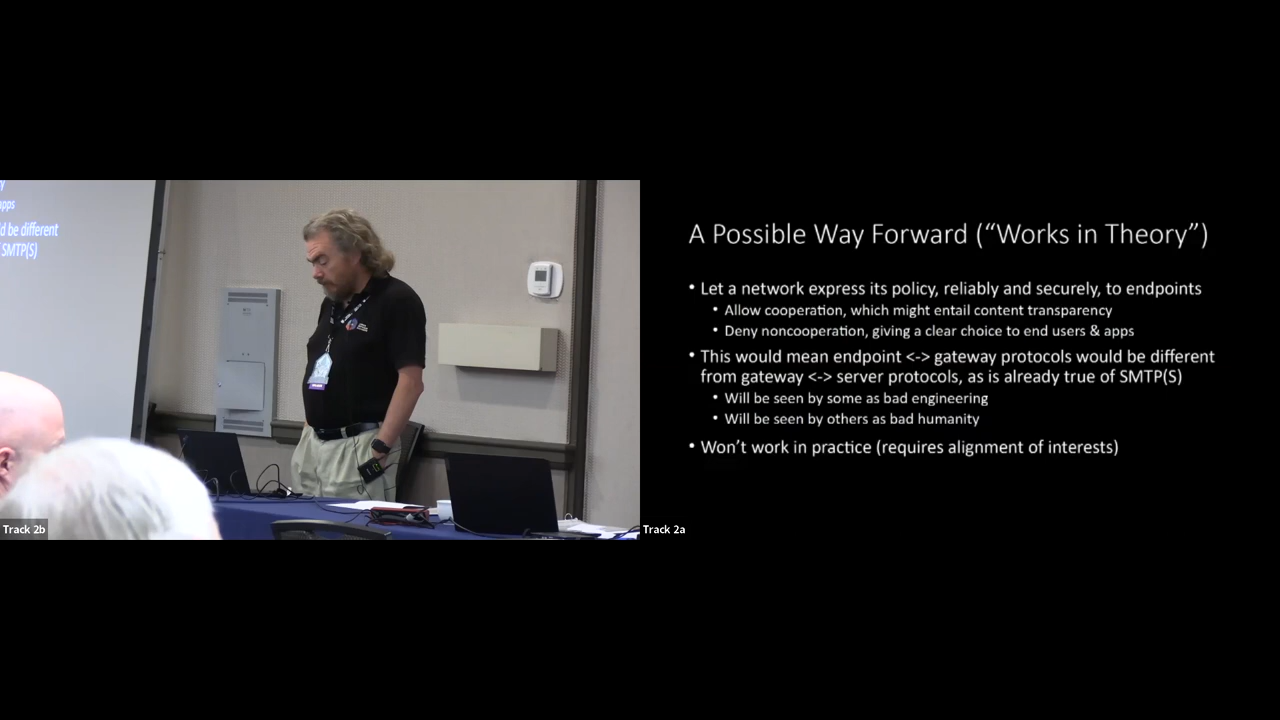 apps
d be different
SMTP(S)
Track 2b
A Possible Way Forward (“Works in Theory”)
• Let a network express its policy, reliably and securely, to endpoints
• Allow cooperation, which might entail content transparency
• Deny noncooperation, giving a clear choice to end users & apps
• This would mean endpoint <-> gateway protocols would be different
from gateway <-> server protocols, as is already true of SMTP(S)
• Will be seen by some as bad engineering
• Will be seen by others as bad humanity
• Won’t work in practice (requires alignment of interests)
Track 2a